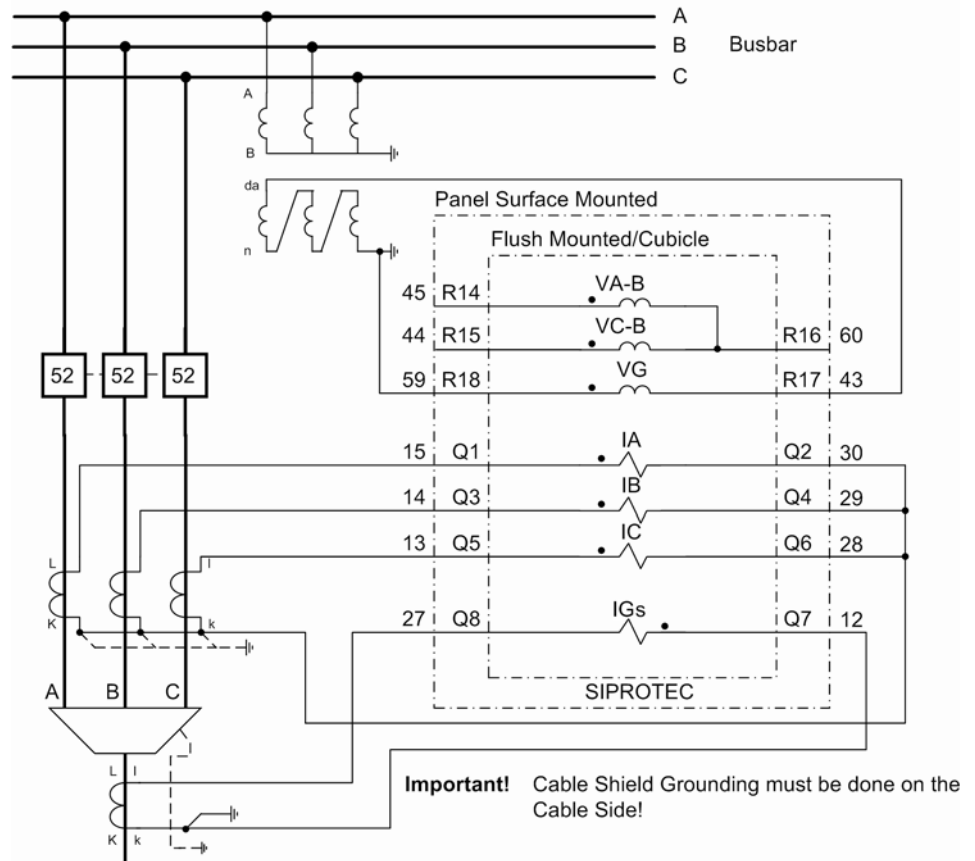 A
B Busbar
C
A
B
da
n
Panel Surface Mounted
Flush Mounted/Cubicle
VA-B
45 R14
VC-B
44 R15 R16 60
VG
59 R18 R17 43
52 52 52
IA
15 Q1 Q2 30
IB
14 Q3 Q4 29
IC
13 Q5 Q6 28
L l
K k
IGs
27 Q8 Q7 12
SIPROTEC
A B C
L l
K k
Important! Cable Shield Grounding must be done on the
Cable Side!